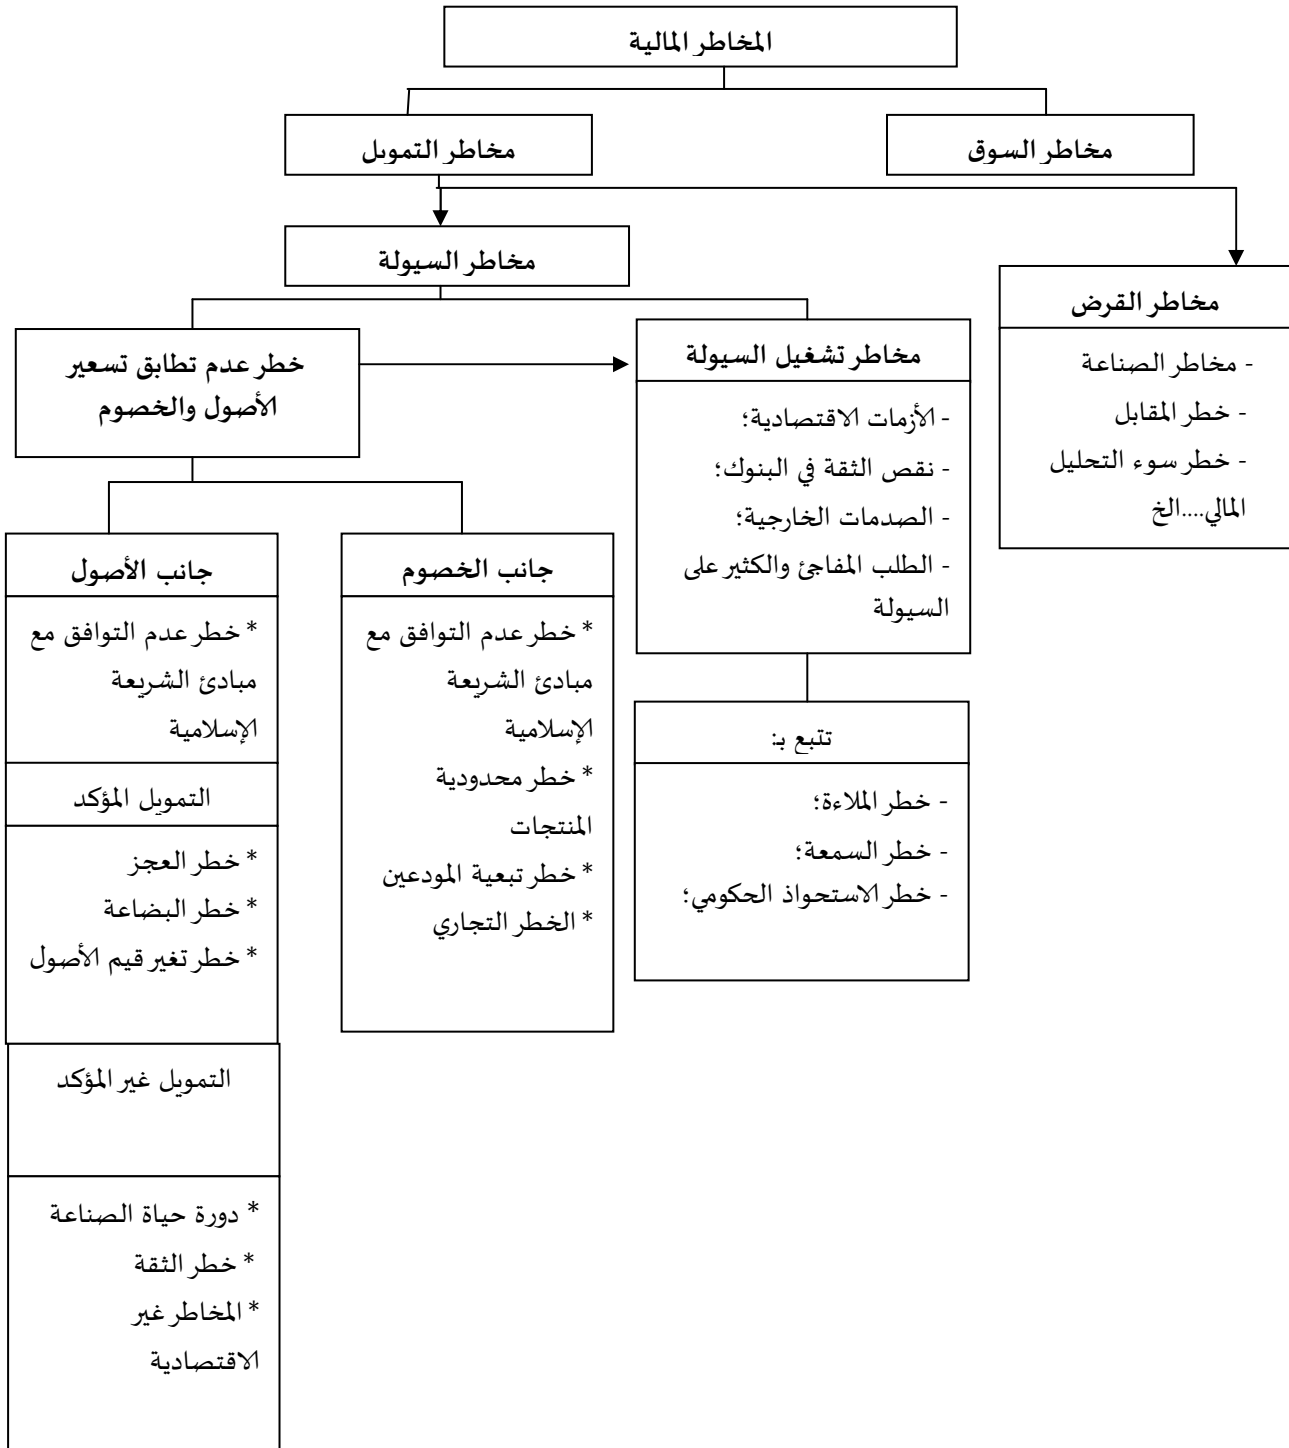 المخاطر المالية
مخاطر السوق
مخاطر التمويل
مخاطر السيولة
مخاطر القرض
- مخاطر الصناعة
- خطر المقابل
- خطر سوء التحليل
المالي....الخ
مخاطر تشغيل السيولة
- الأزمات الاقتصادية؛
- نقص الثقة في البنوك؛
- الصدمات الخارجية؛
- الطلب المفاجئ والكثير على
السيولة
خطر عدم تطابق تسعير
الأصول والخصوم
تتبع بـ:
- خطر الملاءة؛
- خطر السمعة؛
- خطر الاستحواذ الحكومي؛
جانب الخصوم
* خطر عدم التوافق مع
مبادئ الشريعة
الإسلامية
* خطر محدودية
المنتجات
* خطر تبعية المودعين
* الخطر التجاري
جانب الأصول
* خطر عدم التوافق مع
مبادئ الشريعة
الإسلامية
التمويل المؤكد
* خطر العجز
* خطر البضاعة
* خطر تغير قيم الأصول
التمويل غير المؤكد
* دورة حياة الصناعة
* خطر الثقة
* المخاطر غير
الاقتصادية